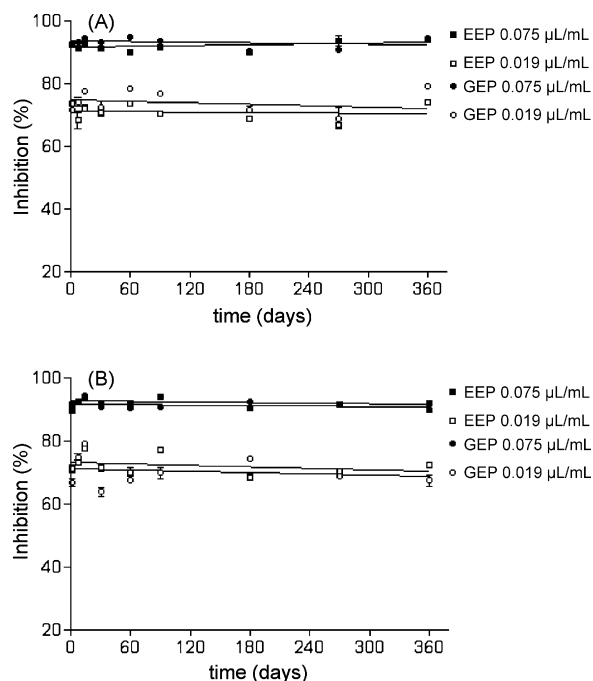 (A)
100
80
60
40
20
Inhibition (%)
0 60 120 180 240 300 360
time (days)
EEP 0.075 µL/mL
EEP 0.019 µL/mL
GEP 0.075 µL/mL
GEP 0.019 µL/mL
(B)
100
80
60
40
20
Inhibition (%)
0 60 120 180 240 300 360
time (days)
EEP 0.075 µL/mL
EEP 0.019 µL/mL
GEP 0.075 µL/mL
GEP 0.019 µL/mL